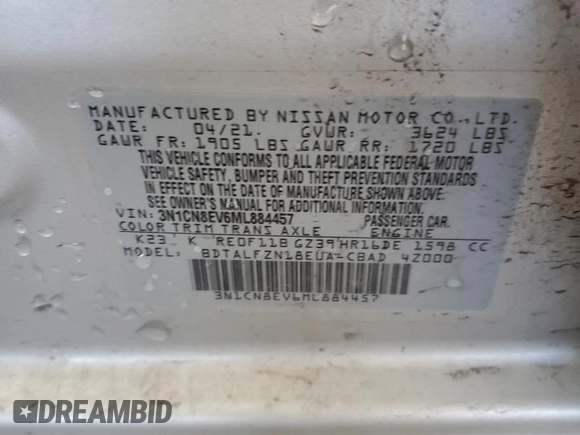 MANUFACTURED BY NISSAN MOTOR CO., LTD.
DATE: 04/21. GVWR: 3624 LBS
GAWR FR: 1905 LBS GAWR RR: 1720 LBS
THIS VEHICLE CONFORMS TO ALL APPLICABLE FEDERAL MOTOR
VEHICLE SAFETY, BUMPER AND THEFT PREVENTION STANDARDS
IN EFFECT ON THE DATE OF MANUFACTURE SHOWN ABOVE.
SEE OWNER'S MANUAL FOR ADDITIONAL INFORMATION
VIN: 3N1CN8EV6ML884457 PASSENGER CAR.
COLOR TRIM TRANS AXLE ENGINE
K23 K RE0F11B GZ39 HR16DE 1598 CC
MODEL: BDTALFZN18EUA-CBAD 4Z000
3N1CN8EV6ML884457
DREAMBID